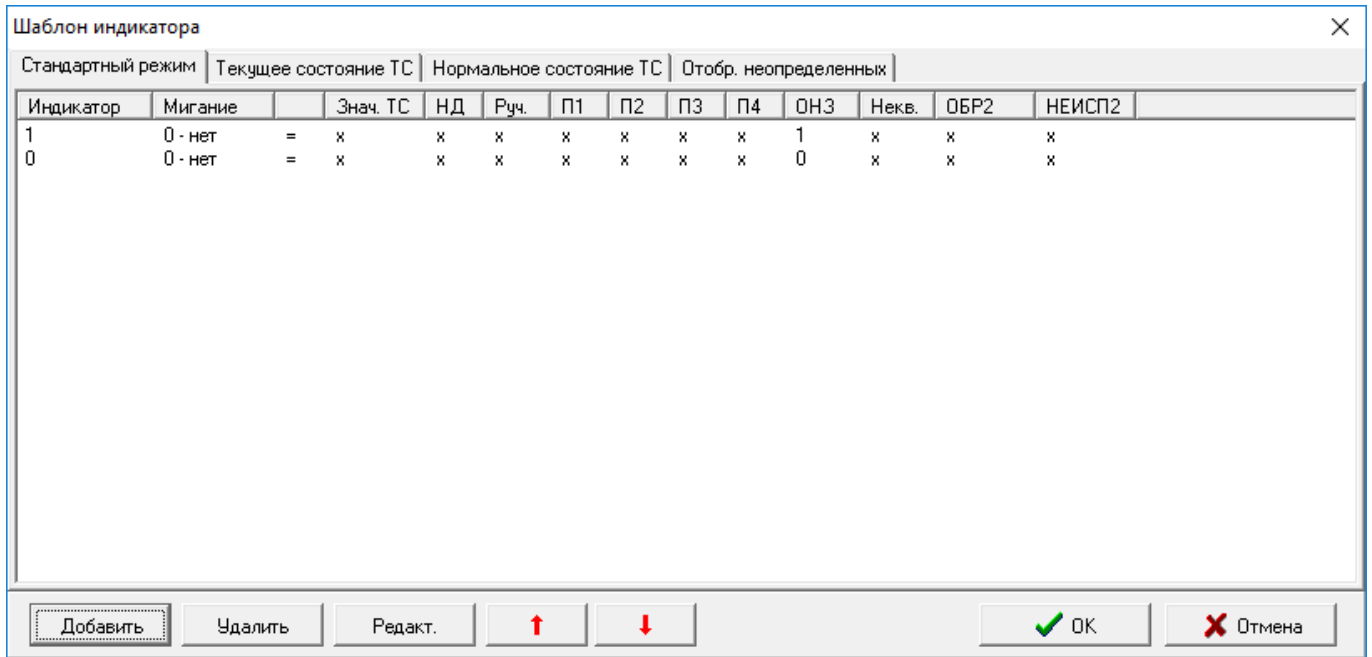 Шаблон индикатора
Стандартный режим Текущее состояние ТС Нормальное состояние ТС Отобр. неопределенных
Индикатор Мигание Знач. ТС НД Руч. П1 П2 П3 П4 ОНЗ Некв. ОБР2 НЕИСП2
1 0 - нет = x x x x x x x 1 x x x
0 0 - нет = x x x x x x x 0 x x x
Добавить Удалить Редакт. OK Отмена